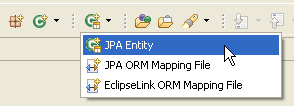 JPA Entity
JPA ORM Mapping File
EclipseLink ORM Mapping File